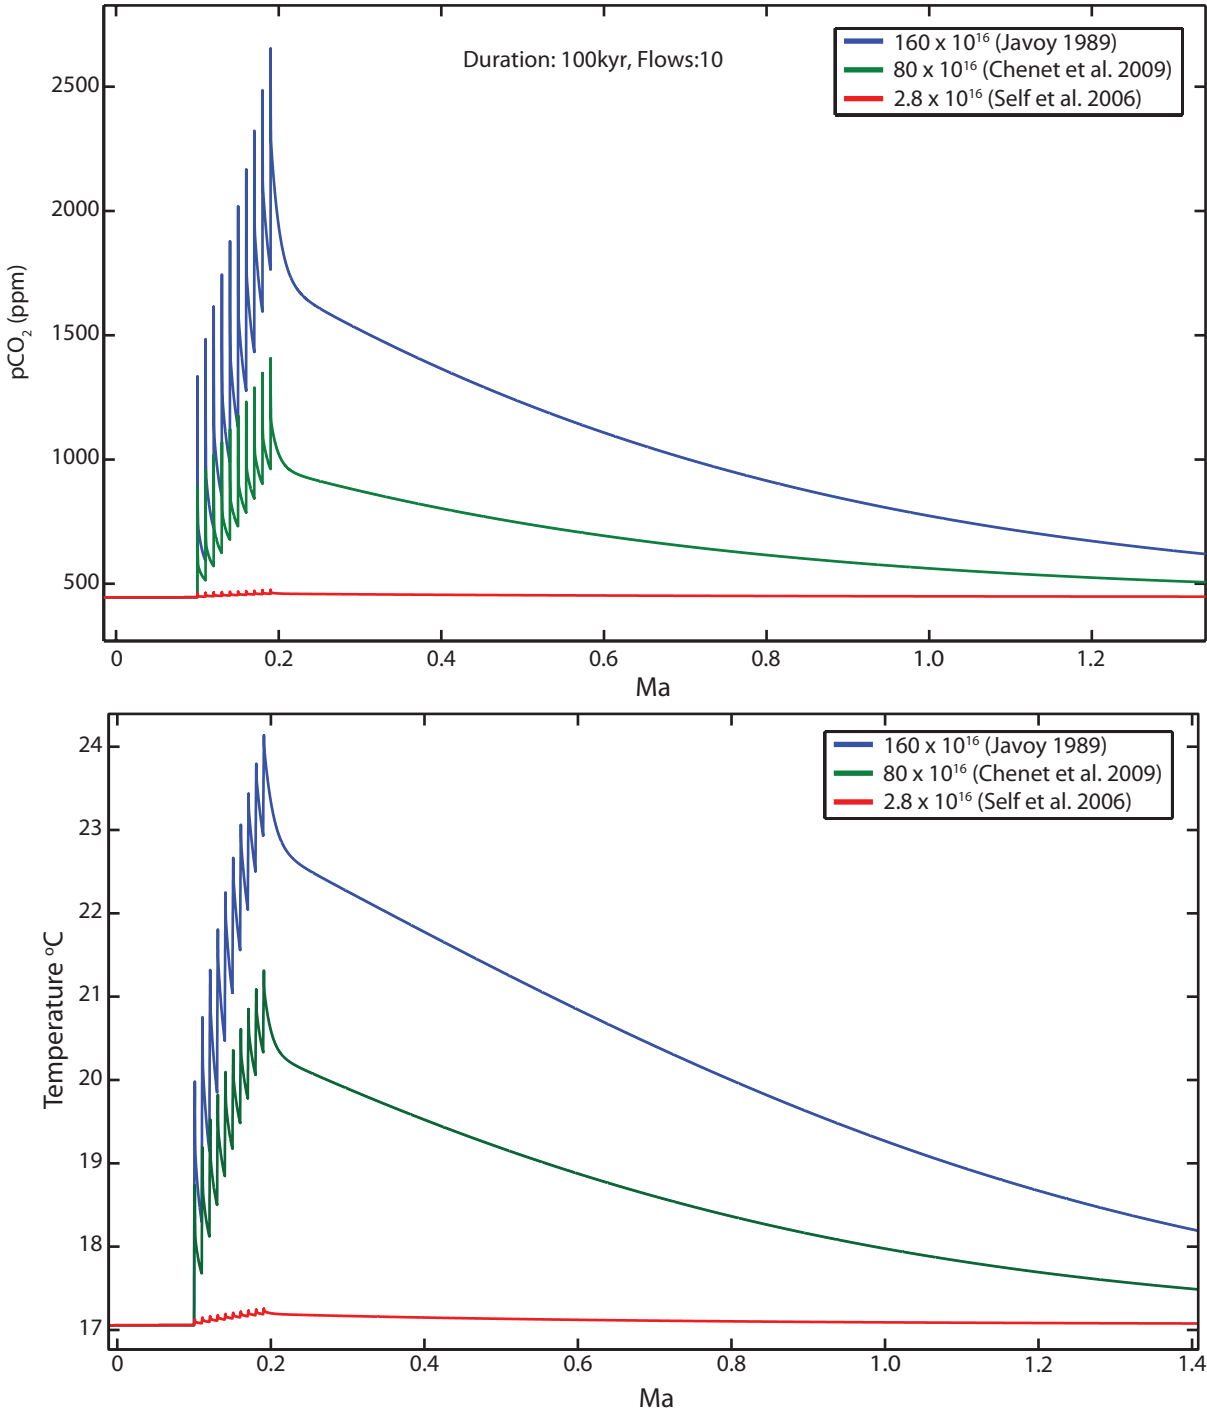 Duration: 100kyr, Flows:10
160 x 10¹⁶ (Javoy 1989)
80 x 10¹⁶ (Chenet et al. 2009)
2.8 x 10¹⁶ (Self et al. 2006)
pCO₂ (ppm)
2500
2000
1500
1000
500
0 0.2 0.4 0.6 0.8 1.0 1.2
Ma
160 x 10¹⁶ (Javoy 1989)
80 x 10¹⁶ (Chenet et al. 2009)
2.8 x 10¹⁶ (Self et al. 2006)
Temperature ºC
24
23
22
21
20
19
18
17
0 0.2 0.4 0.6 0.8 1.0 1.2 1.4
Ma